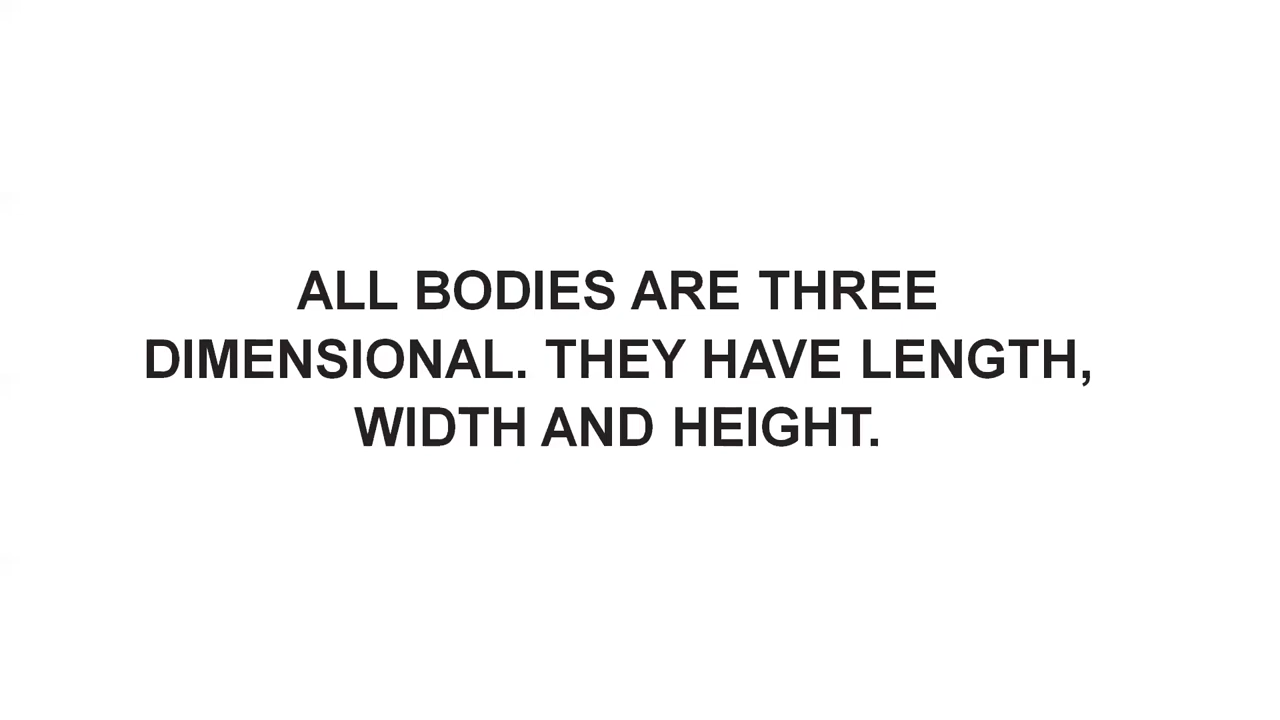 ALL BODIES ARE THREE
DIMENSIONAL. THEY HAVE LENGTH,
WIDTH AND HEIGHT.